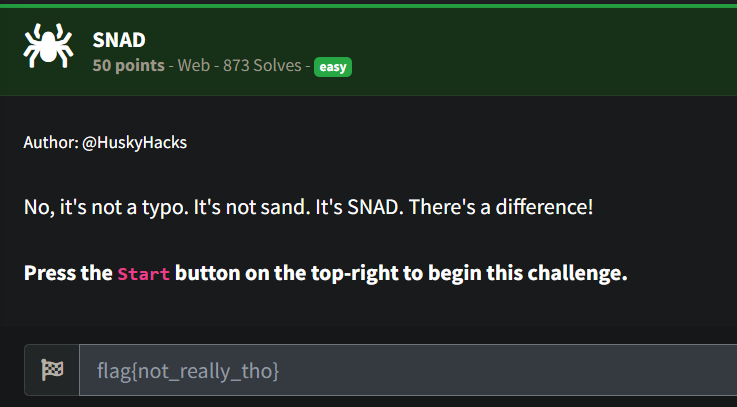 SNAD
50 points - Web - 873 Solves - easy
Author: @HuskyHacks
No, it's not a typo. It's not sand. It's SNAD. There's a difference!
Press the Start button on the top-right to begin this challenge.
flag{not_really_tho}